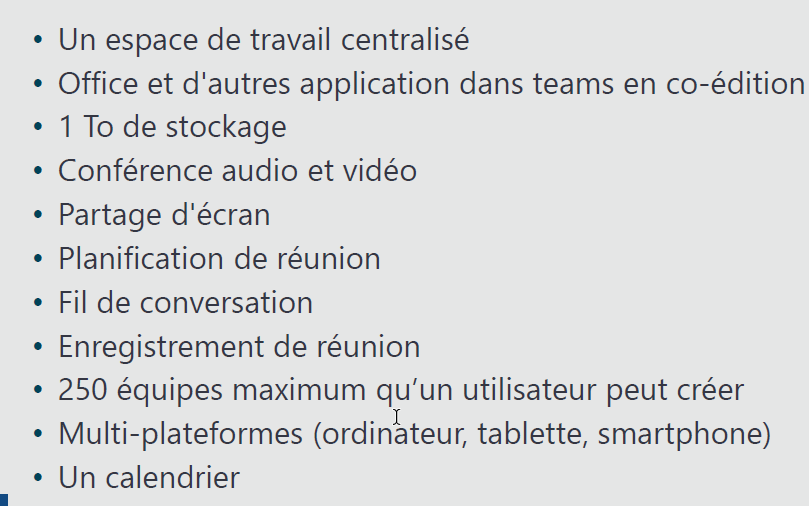 • Un espace de travail centralisé
• Office et d'autres application dans teams en co-édition
• 1 To de stockage
• Conférence audio et vidéo
• Partage d'écran
• Planification de réunion
• Fil de conversation
• Enregistrement de réunion
• 250 équipes maximum qu’un utilisateur peut créer
• Multi-plateformes (ordinateur, tablette, smartphone)
• Un calendrier